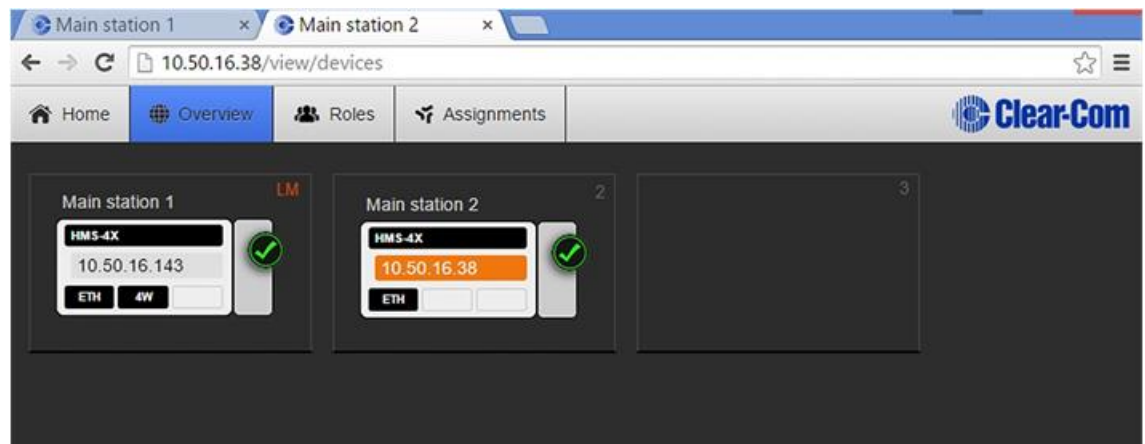 Main station 1
Main station 2
10.50.16.38/view/devices
Home Overview Roles Assignments Clear-Com
LM
Main station 1
HMS-4X
10.50.16.143
ETH 4W
2
Main station 2
HMS-4X
10.50.16.38
ETH
3